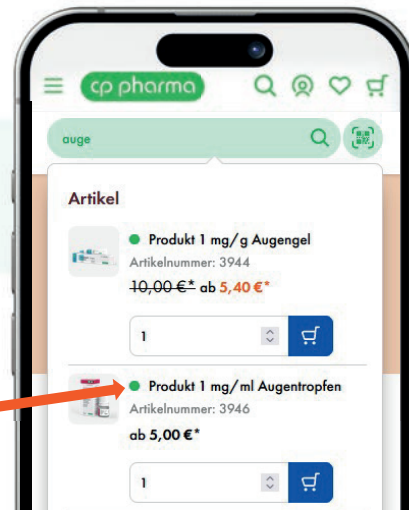 cp pharma
auge
Artikel
Produkt 1 mg/g Augengel
Artikelnummer: 3944
10,00 €* ab 5,40 €*
1
Produkt 1 mg/ml Augentropfen
Artikelnummer: 3946
ab 5,00 €*
1